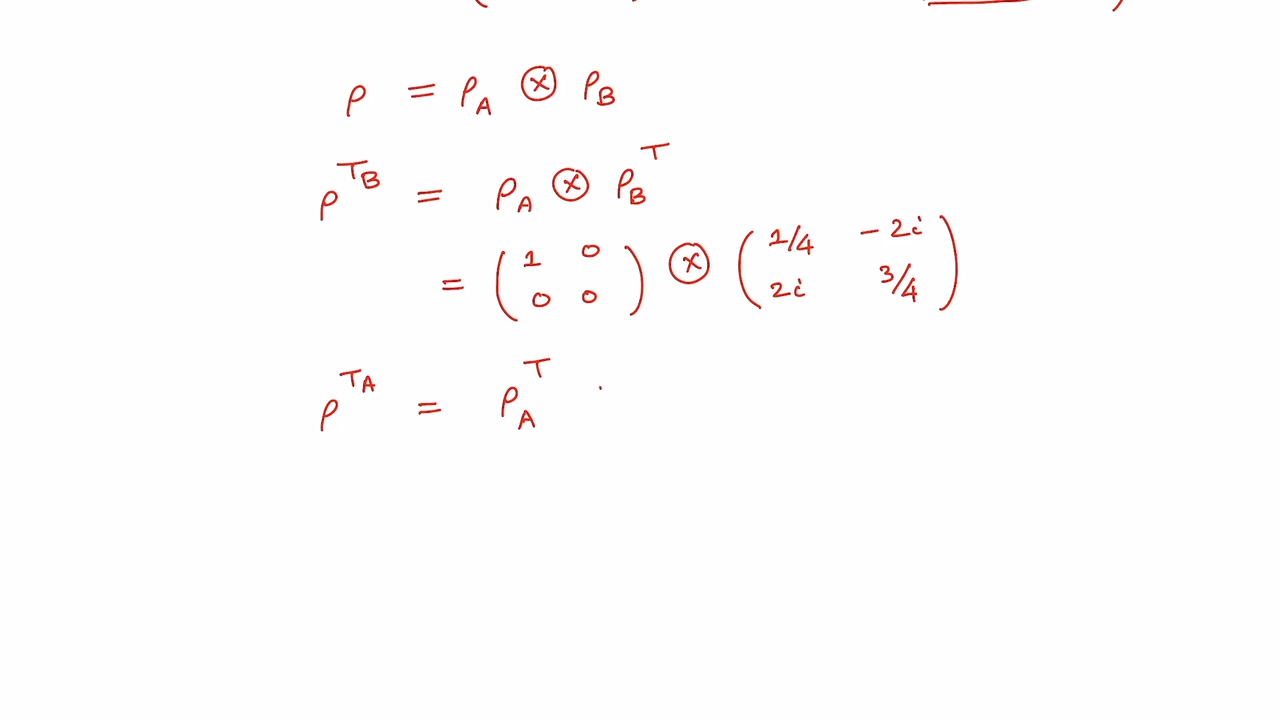 ρ = ρ_A ⊗ ρ_B
ρ^{T_B} = ρ_A ⊗ ρ_B^T
= ( 1 0 ; 0 0 ) ⊗ ( 1/4 -2i ; 2i 3/4 )
ρ^{T_A} = ρ_A^T